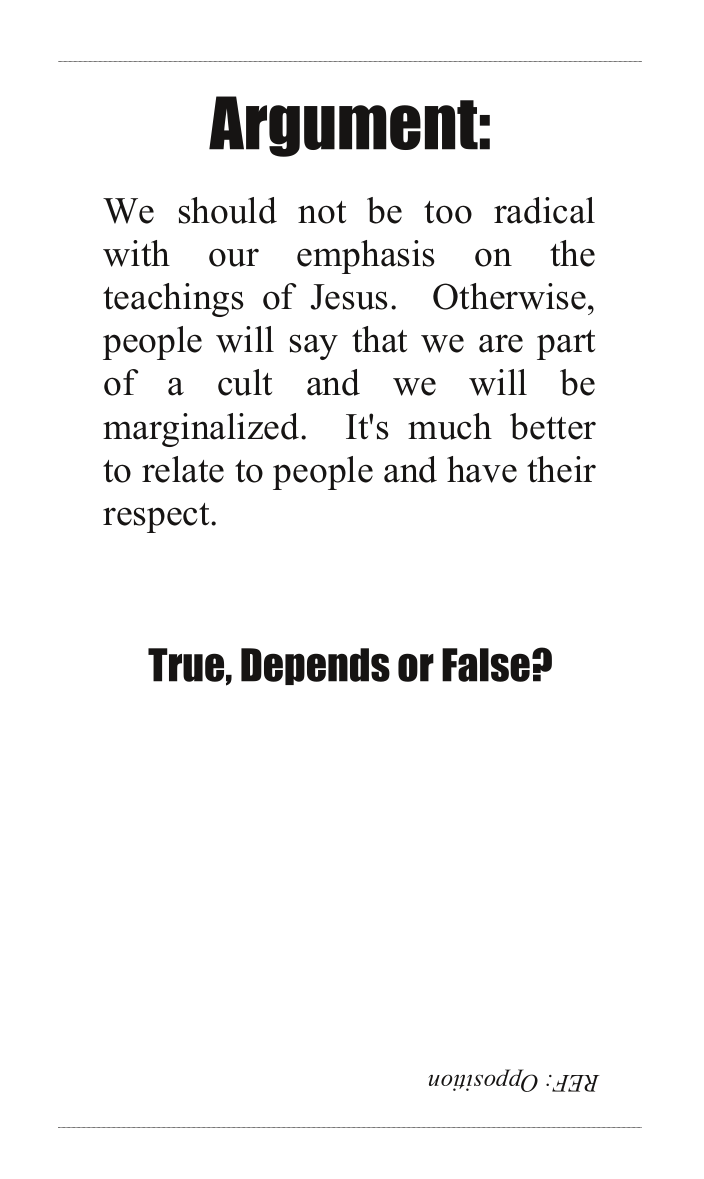 Argument:
We should not be too radical
with our emphasis on the
teachings of Jesus. Otherwise,
people will say that we are part
of a cult and we will be
marginalized. It's much better
to relate to people and have their
respect.
True, Depends or False?
REF: Opposition